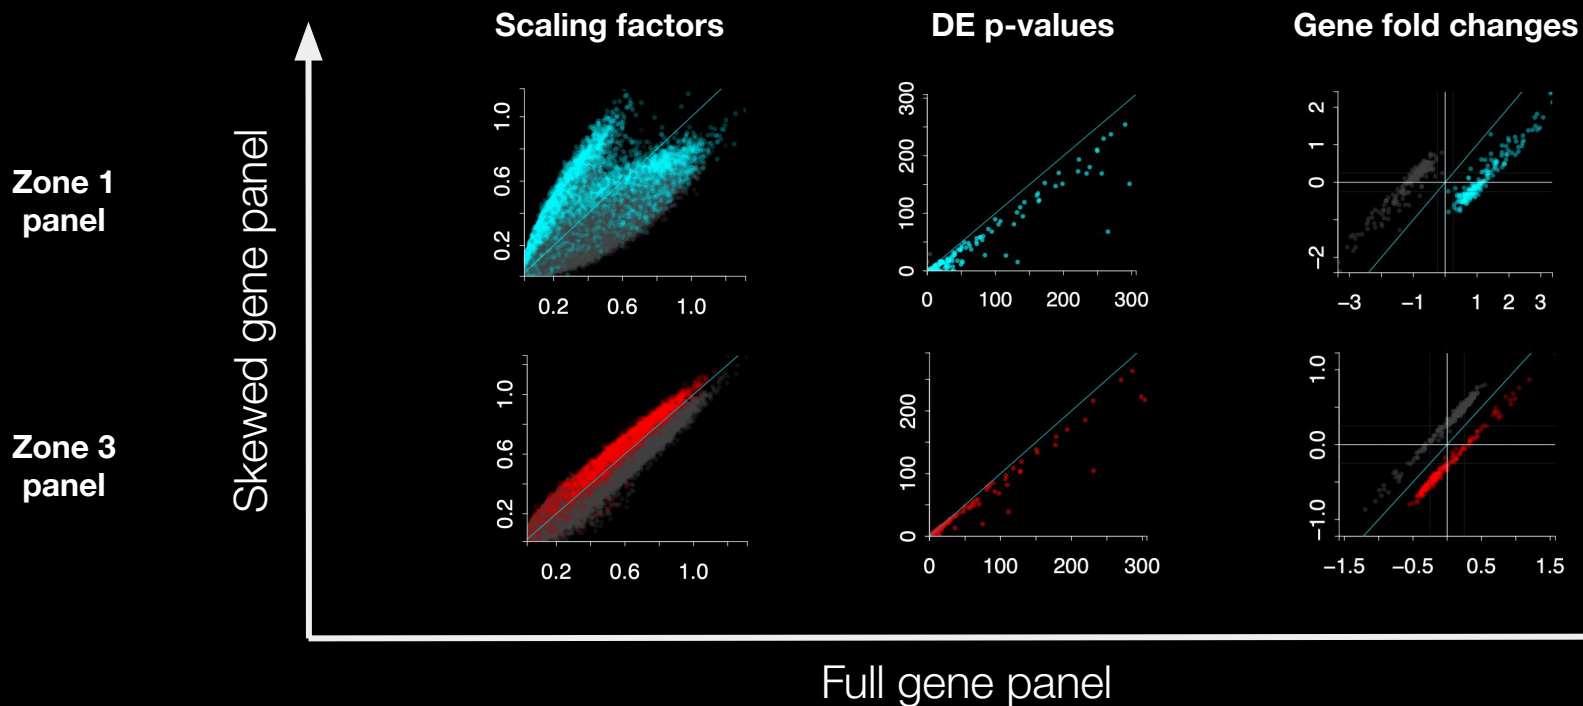 Scaling factors
DE p-values
Gene fold changes
Zone 1
panel
Skewed gene panel
1.0
0.6
0.2
0.2 0.6 1.0
300
200
100
0
0 100 200 300
2
1
0
−2
−3 −1 1 2 3
Zone 3
panel
1.0
0.6
0.2
0.2 0.6 1.0
200
100
0
0 100 200 300
1.0
0.0
−1.0
−1.5 −0.5 0.5 1.5
Full gene panel